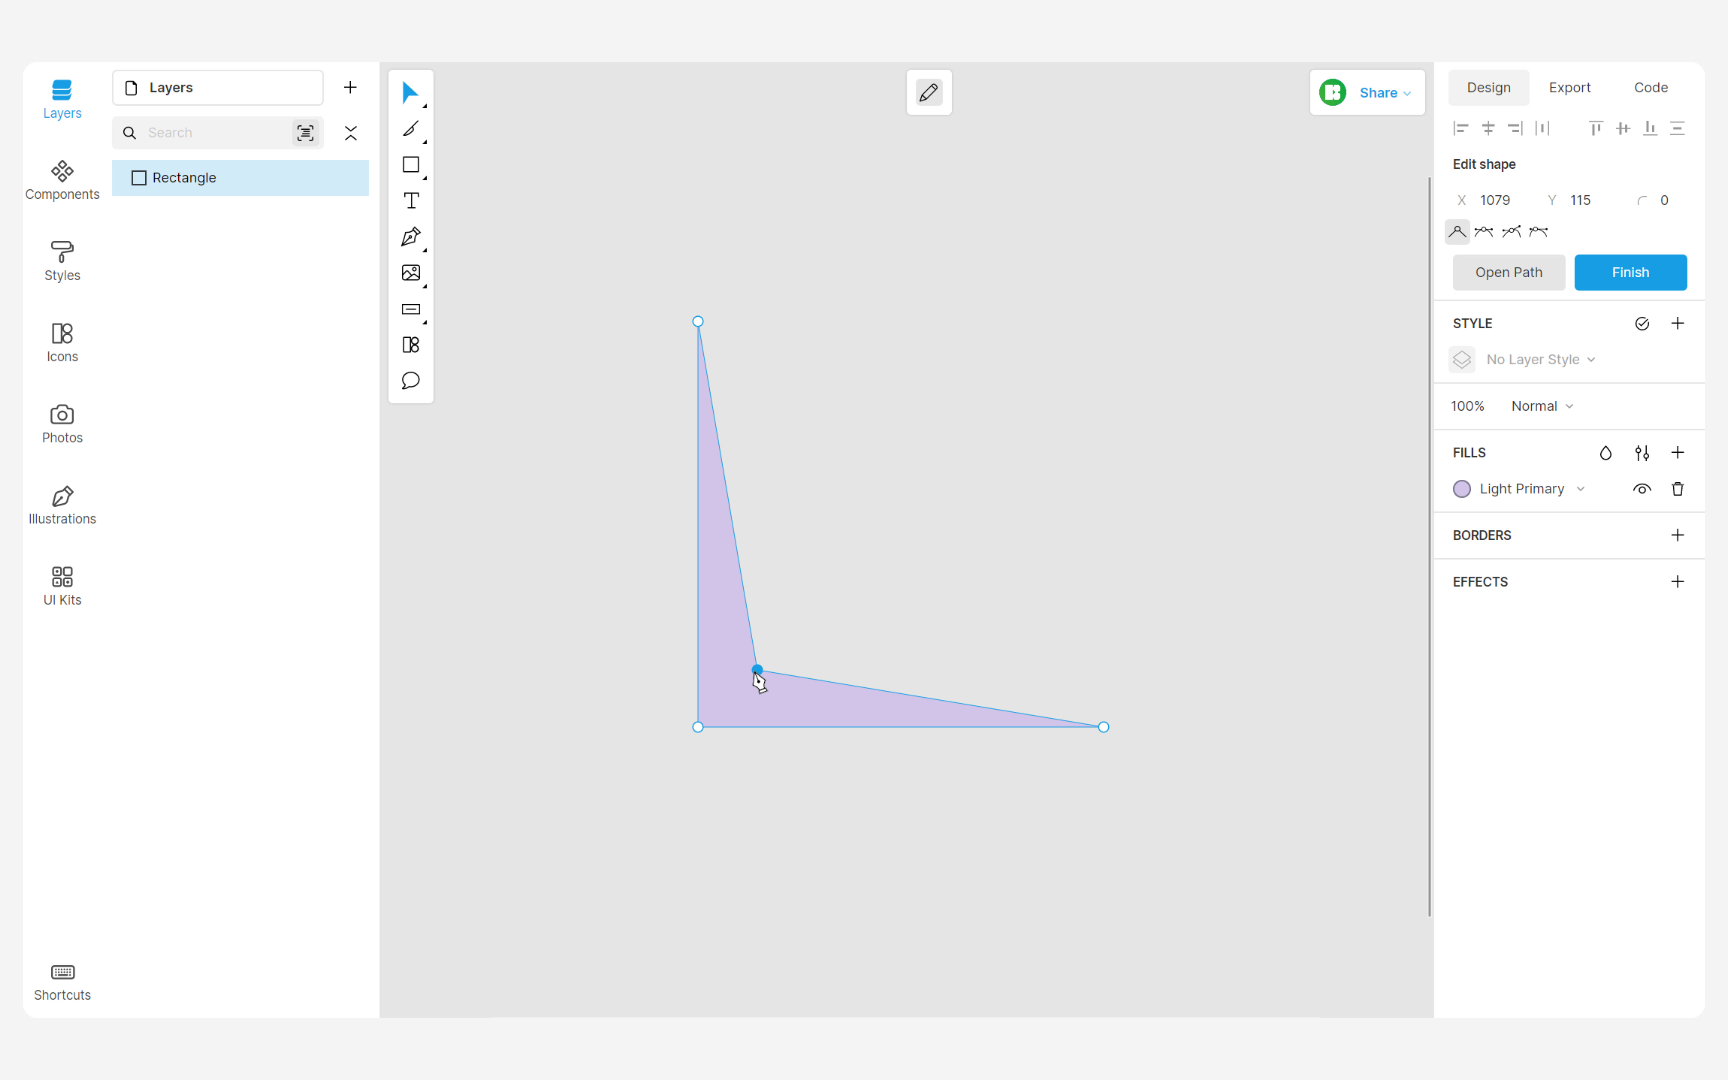 Layers
Components
Styles
Icons
Photos
Illustrations
UI Kits
Shortcuts
Layers
Search
Rectangle
Share
Design Export Code
Edit shape
X 1079 Y 115 0
Open Path Finish
STYLE
No Layer Style
100% Normal
FILLS
Light Primary
BORDERS
EFFECTS